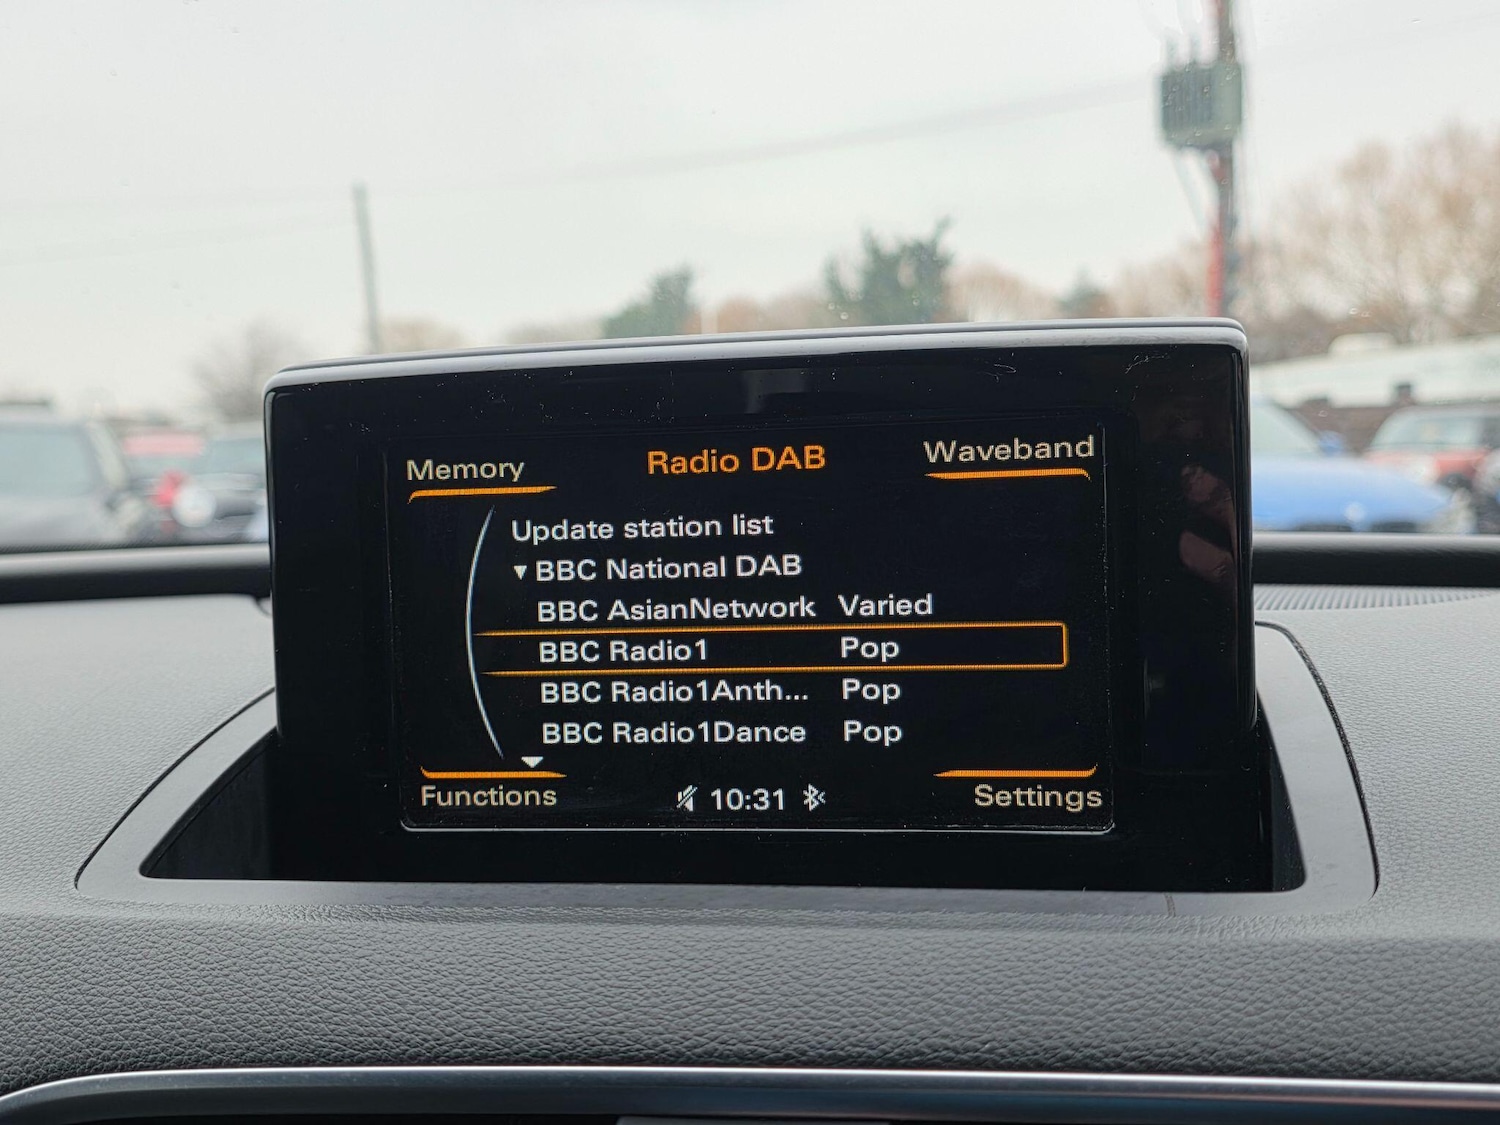 Memory Radio DAB Waveband
Update station list
▼ BBC National DAB
BBC AsianNetwork Varied
BBC Radio1 Pop
BBC Radio1Anth... Pop
BBC Radio1Dance Pop
Functions 10:31 Settings